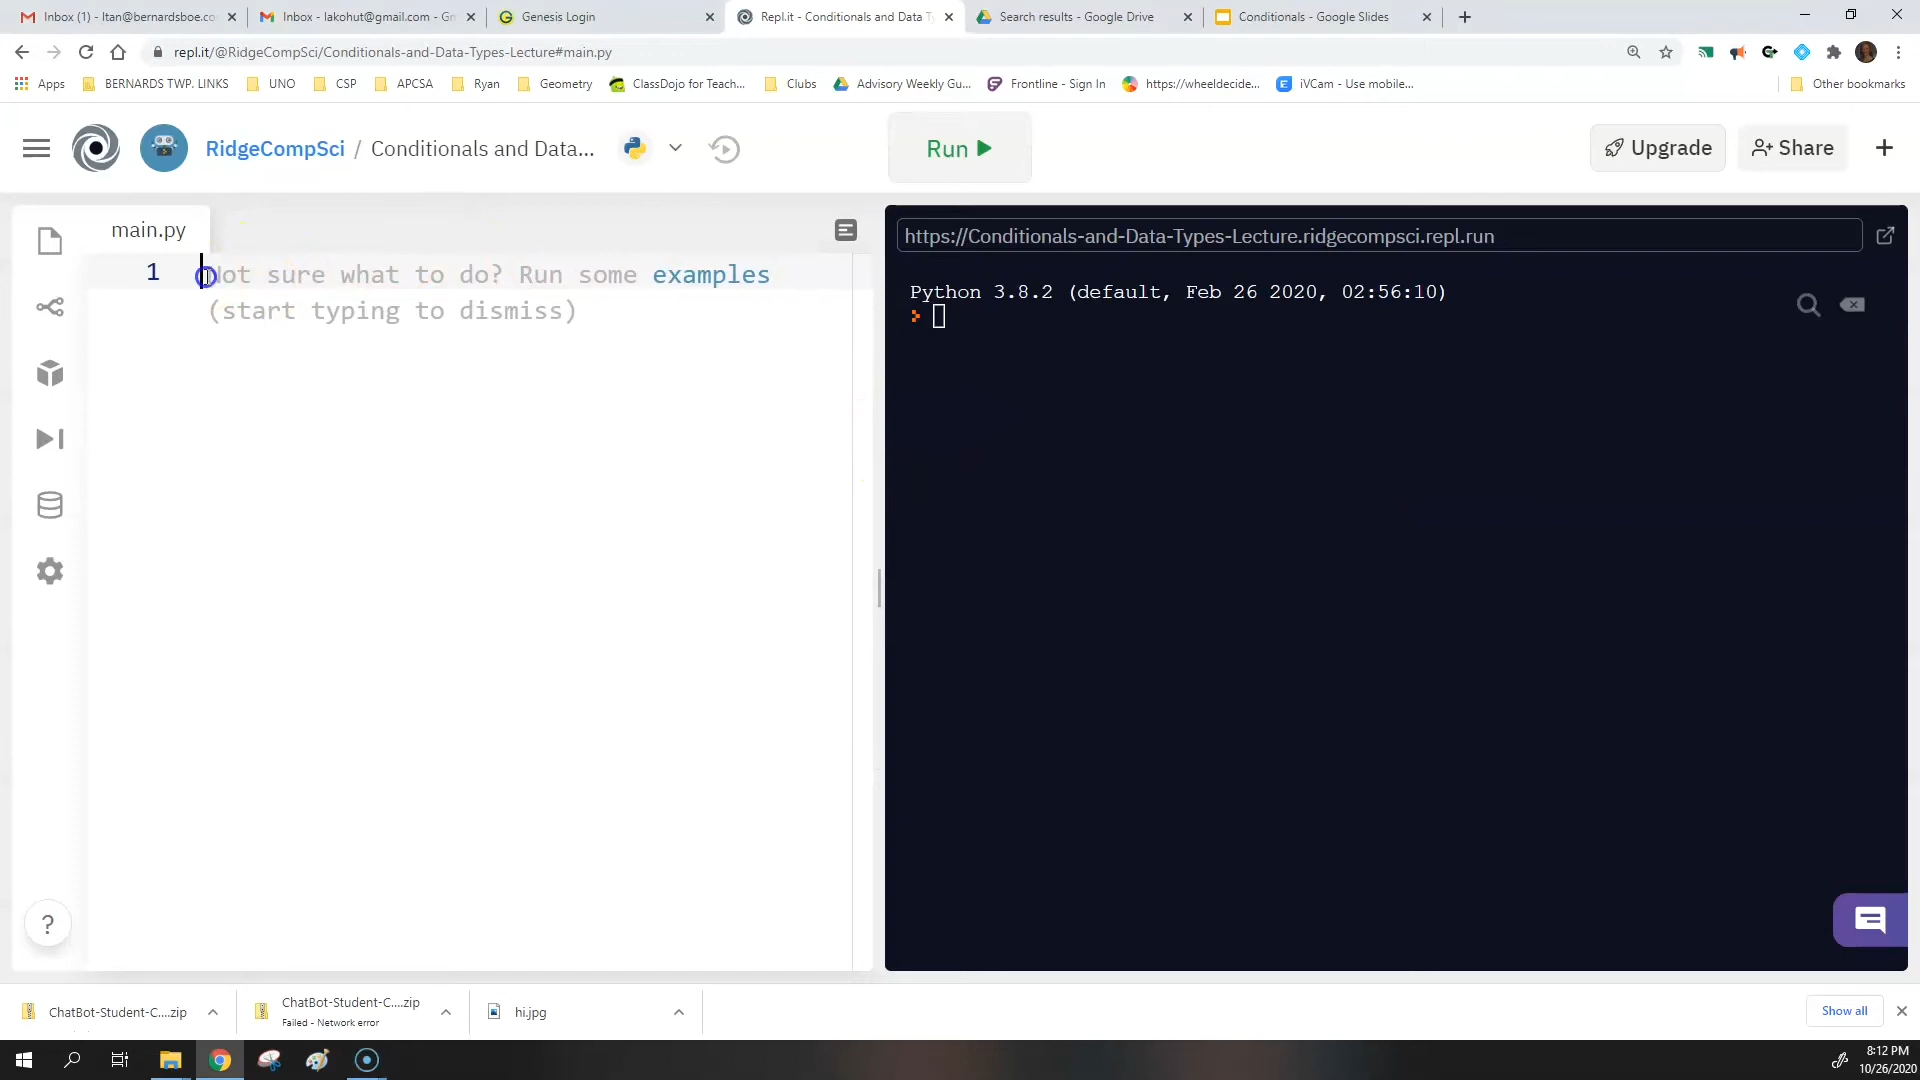 Inbox (1) - ltan@bernardsboe.co
Inbox - lakohut@gmail.com - Gm
Genesis Login
Repl.it - Conditionals and Data T
Search results - Google Drive
Conditionals - Google Slides
repl.it/@RidgeCompSci/Conditionals-and-Data-Types-Lecture#main.py
Apps
BERNARDS TWP. LINKS
UNO
CSP
APCSA
Ryan
Geometry
ClassDojo for Teach...
Clubs
Advisory Weekly Gu...
Frontline - Sign In
https://wheeldecide...
iVCam - Use mobile...
Other bookmarks
RidgeCompSci / Conditionals and Data...
Run
Upgrade
Share
main.py
https://Conditionals-and-Data-Types-Lecture.ridgecompsci.repl.run
1 Not sure what to do? Run some examples
(start typing to dismiss)
Python 3.8.2 (default, Feb 26 2020, 02:56:10)
?
ChatBot-Student-C....zip
ChatBot-Student-C....zip
Failed - Network error
hi.jpg
Show all
8:12 PM
10/26/2020